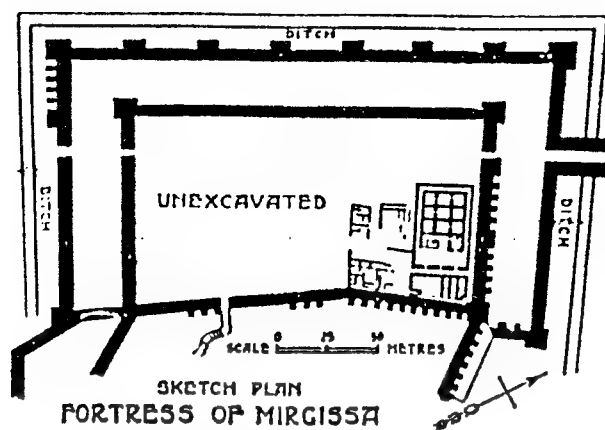 DITCH
UNEXCAVATED
DITCH
DITCH
SCALE 0 25 50 METRES
SKETCH PLAN
FORTRESS OF MIRGISSA